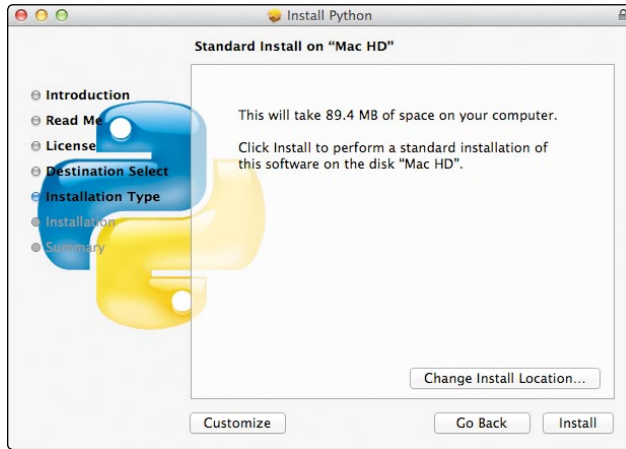 Install Python
Standard Install on “Mac HD”
Introduction
Read Me
License
Destination Select
Installation Type
Installation
Summary
This will take 89.4 MB of space on your computer.
Click Install to perform a standard installation of
this software on the disk “Mac HD”.
Change Install Location...
Customize
Go Back
Install